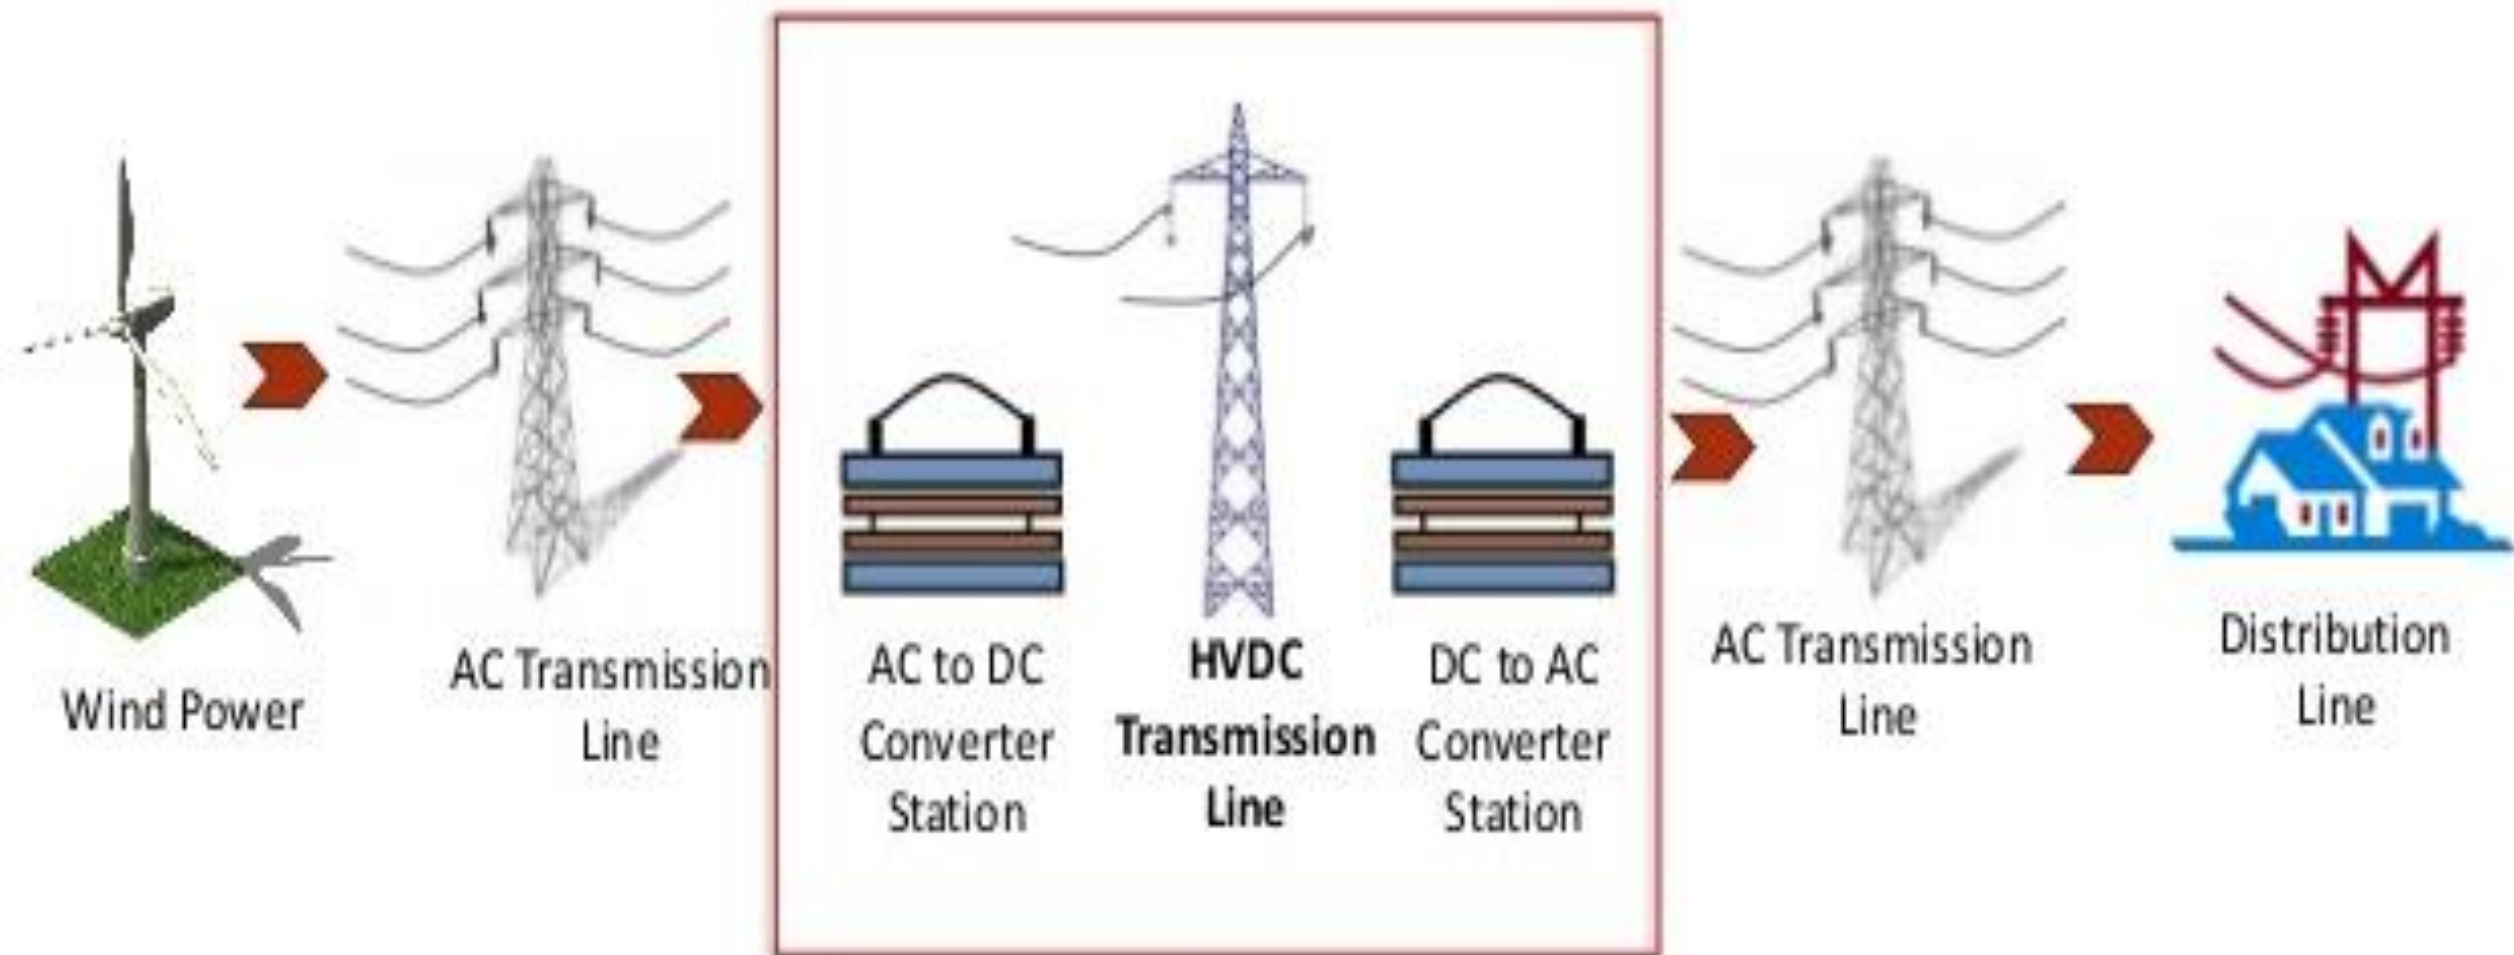 Wind Power
AC Transmission
Line
AC to DC
Converter
Station
HVDC
Transmission
Line
DC to AC
Converter
Station
AC Transmission
Line
Distribution
Line